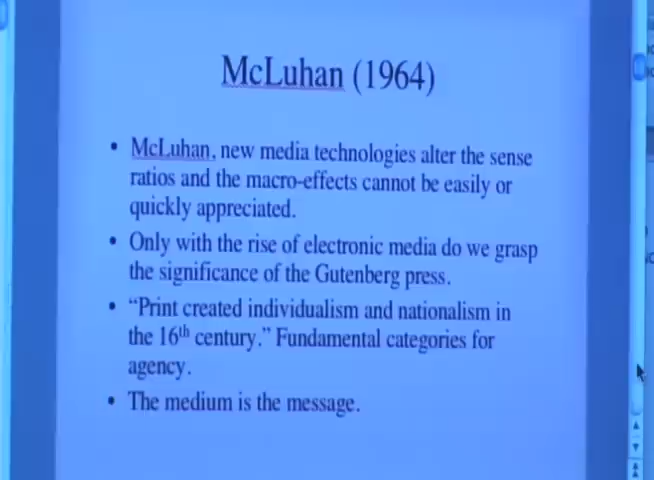 McLuhan (1964)
• McLuhan, new media technologies alter the sense
ratios and the macro-effects cannot be easily or
quickly appreciated.
• Only with the rise of electronic media do we grasp
the significance of the Gutenberg press.
• “Print created individualism and nationalism in
the 16th century.” Fundamental categories for
agency.
• The medium is the message.